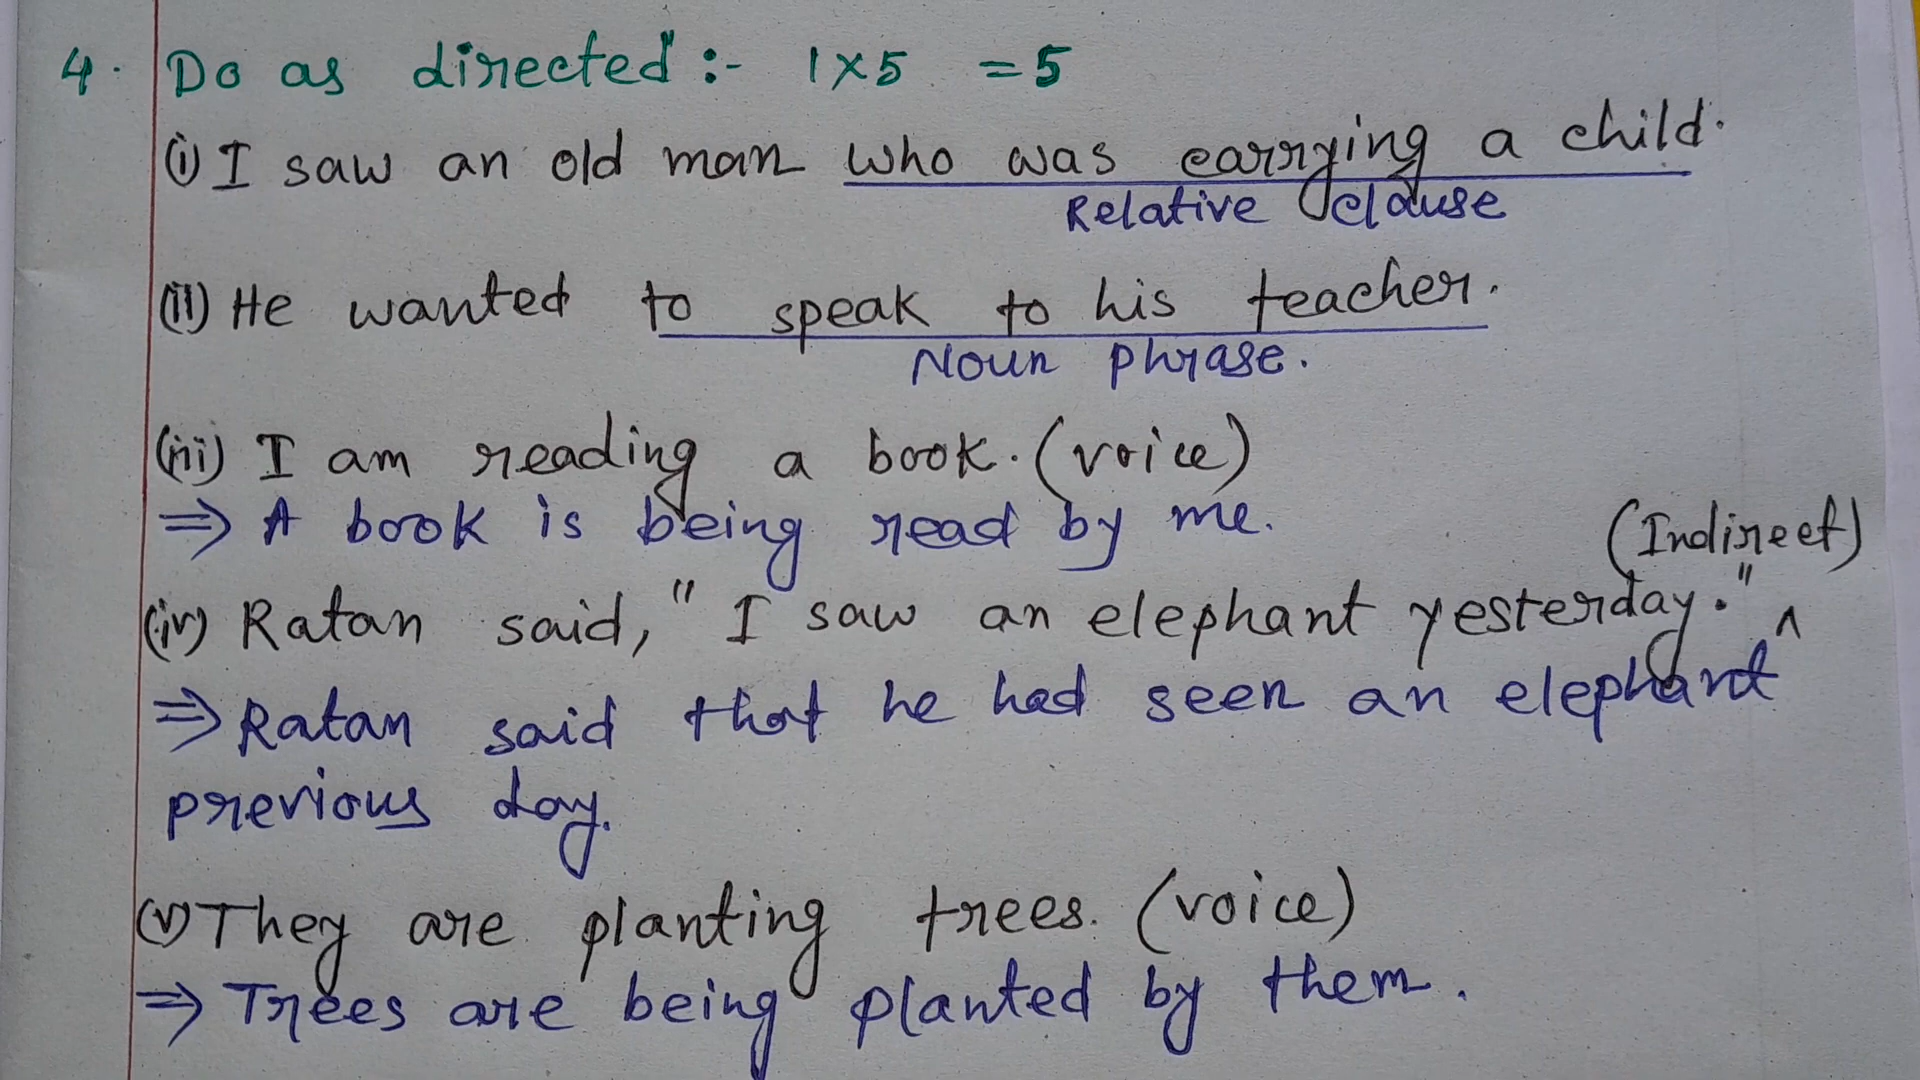 4. Do as directed :- 1×5 = 5
(i) I saw an old man who was carrying a child.
Relative clause
(ii) He wanted to speak to his teacher.
Noun phrase.
(iii) I am reading a book. (voice)
⇒ A book is being read by me.
(Indirect)
(iv) Ratan said, " I saw an elephant yesterday." ^
⇒ Ratan said that he had seen an elephant
previous day.
(v) They are planting trees. (voice)
⇒ Trees are being planted by them.